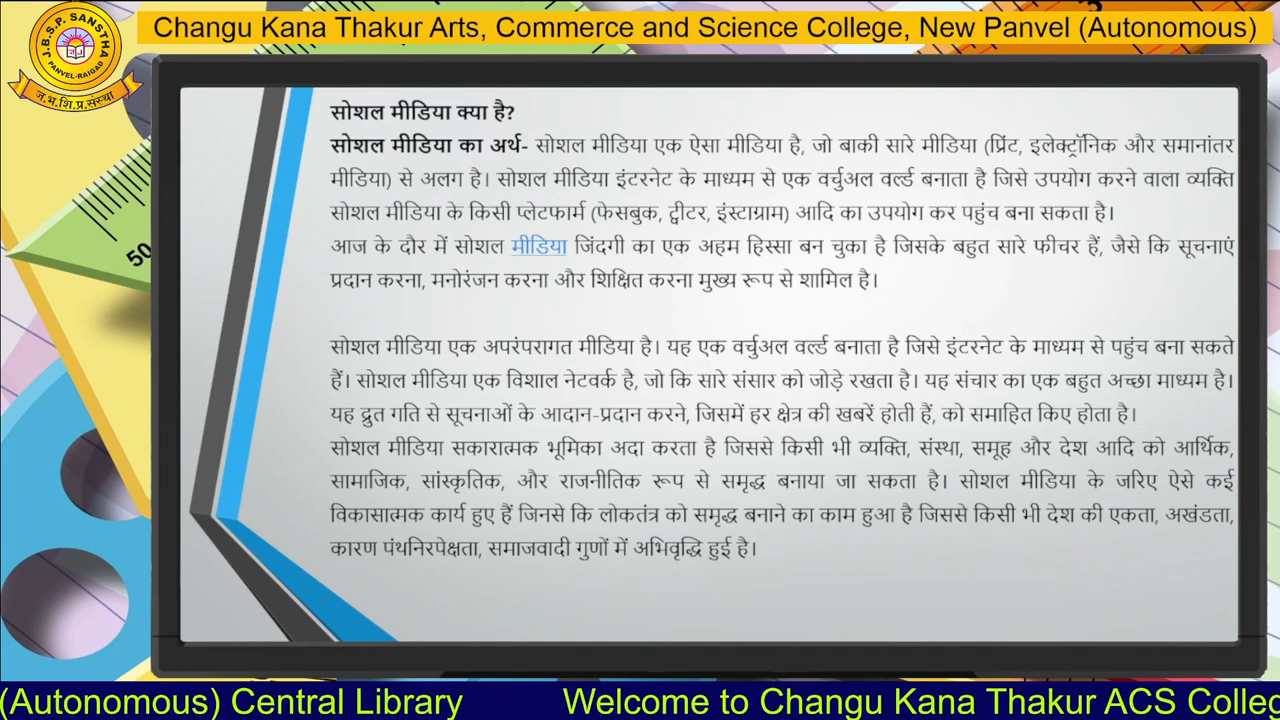 Changu Kana Thakur Arts, Commerce and Science College, New Panvel (Autonomous)
J.B.S.P. SANSTHA
PANVEL-RAIGAD
ज.भ.शि.प्र.संस्था
50
सोशल मीडिया क्या है?
सोशल मीडिया का अर्थ- सोशल मीडिया एक ऐसा मीडिया है, जो बाकी सारे मीडिया (प्रिंट, इलेक्ट्रॉनिक और समानांतर
मीडिया) से अलग है। सोशल मीडिया इंटरनेट के माध्यम से एक वर्चुअल वर्ल्ड बनाता है जिसे उपयोग करने वाला व्यक्ति
सोशल मीडिया के किसी प्लेटफार्म (फेसबुक, ट्वीटर, इंस्टाग्राम) आदि का उपयोग कर पहुंच बना सकता है।
आज के दौर में सोशल मीडिया जिंदगी का एक अहम हिस्सा बन चुका है जिसके बहुत सारे फीचर हैं, जैसे कि सूचनाएं
प्रदान करना, मनोरंजन करना और शिक्षित करना मुख्य रूप से शामिल है।
सोशल मीडिया एक अपरंपरागत मीडिया है। यह एक वर्चुअल वर्ल्ड बनाता है जिसे इंटरनेट के माध्यम से पहुंच बना सकते
हैं। सोशल मीडिया एक विशाल नेटवर्क है, जो कि सारे संसार को जोड़े रखता है। यह संचार का एक बहुत अच्छा माध्यम है।
यह द्रुत गति से सूचनाओं के आदान-प्रदान करने, जिसमें हर क्षेत्र की खबरें होती हैं, को समाहित किए होता है।
सोशल मीडिया सकारात्मक भूमिका अदा करता है जिससे किसी भी व्यक्ति, संस्था, समूह और देश आदि को आर्थिक,
सामाजिक, सांस्कृतिक, और राजनीतिक रूप से समृद्ध बनाया जा सकता है। सोशल मीडिया के जरिए ऐसे कई
विकासात्मक कार्य हुए हैं जिनसे कि लोकतंत्र को समृद्ध बनाने का काम हुआ है जिससे किसी भी देश की एकता, अखंडता,
कारण पंथनिरपेक्षता, समाजवादी गुणों में अभिवृद्धि हुई है।
(Autonomous) Central Library Welcome to Changu Kana Thakur ACS Colleg